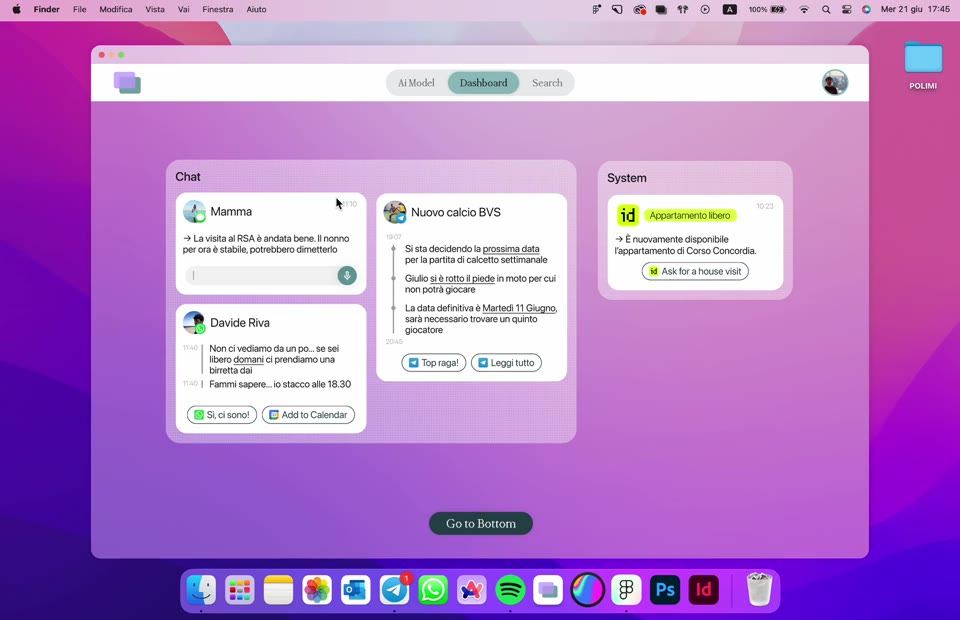 Finder File Modifica Vista Vai Finestra Aiuto
A 100% Mer 21 giu 17:45
Ai Model Dashboard Search
POLIMI
Chat
Mamma
11:10
→ La visita al RSA è andata bene. Il nonno
per ora è stabile, potrebbero dimetterlo
Davide Riva
11:40 Non ci vediamo da un po... se sei
libero domani ci prendiamo una
birretta dai
11:40 Fammi sapere... io stacco alle 18.30
Sì, ci sono! Add to Calendar
Nuovo calcio BVS
19:07
Si sta decidendo la prossima data
per la partita di calcetto settimanale
Giulio si è rotto il piede in moto per cui
non potrà giocare
La data definitiva è Martedì 11 Giugno,
sarà necessario trovare un quinto
giocatore
20:45
Top raga! Leggi tutto
System
id Appartamento libero 10:23
→ È nuovamente disponibile
l'appartamento di Corso Concordia.
id Ask for a house visit
Go to Bottom
1
Ps Id